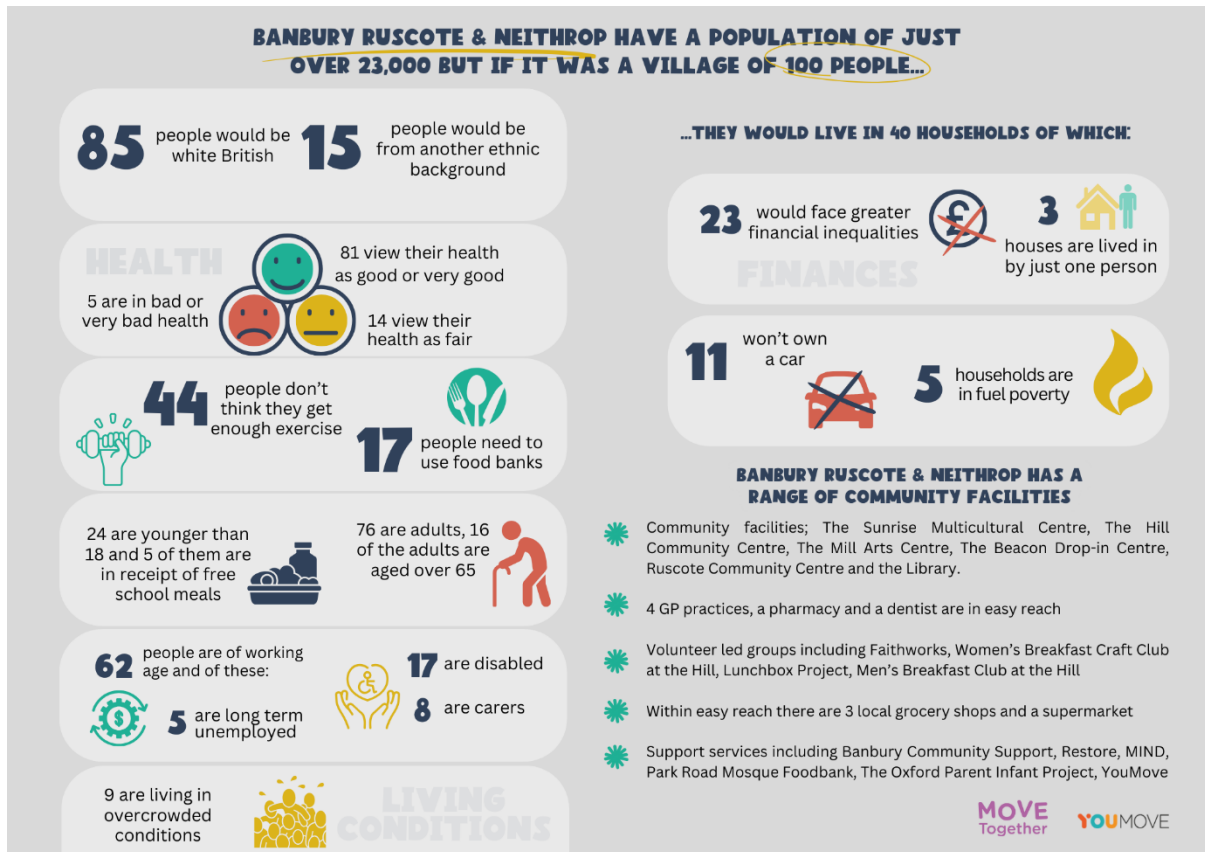 BANBURY RUSCOTE & NEITHROP HAVE A POPULATION OF JUST
OVER 23,000 BUT IF IT WAS A VILLAGE OF 100 PEOPLE...
85
people would be
white British
15
people would be
from another ethnic
background
HEALTH
81 view their health
as good or very good
5 are in bad or
very bad health
14 view their
health as fair
44
people don't
think they get
enough exercise
17
people need to
use food banks
24 are younger than
18 and 5 of them are
in receipt of free
school meals
76 are adults, 16
of the adults are
aged over 65
62
people are of working
age and of these:
5
are long term
unemployed
17 are disabled
8 are carers
9 are living in
overcrowded
conditions
LIVING
CONDITIONS
...THEY WOULD LIVE IN 40 HOUSEHOLDS OF WHICH:
23
would face greater
financial inequalities
£
3
houses are lived in
by just one person
FINANCES
11
won't own
a car
5
households are
in fuel poverty
BANBURY RUSCOTE & NEITHROP HAS A
RANGE OF COMMUNITY FACILITIES
Community facilities; The Sunrise Multicultural Centre, The Hill
Community Centre, The Mill Arts Centre, The Beacon Drop-in Centre,
Ruscote Community Centre and the Library.
4 GP practices, a pharmacy and a dentist are in easy reach
Volunteer led groups including Faithworks, Women's Breakfast Craft Club
at the Hill, Lunchbox Project, Men's Breakfast Club at the Hill
Within easy reach there are 3 local grocery shops and a supermarket
Support services including Banbury Community Support, Restore, MIND,
Park Road Mosque Foodbank, The Oxford Parent Infant Project, YouMove
MOVE
Together
YOUMOVE
$